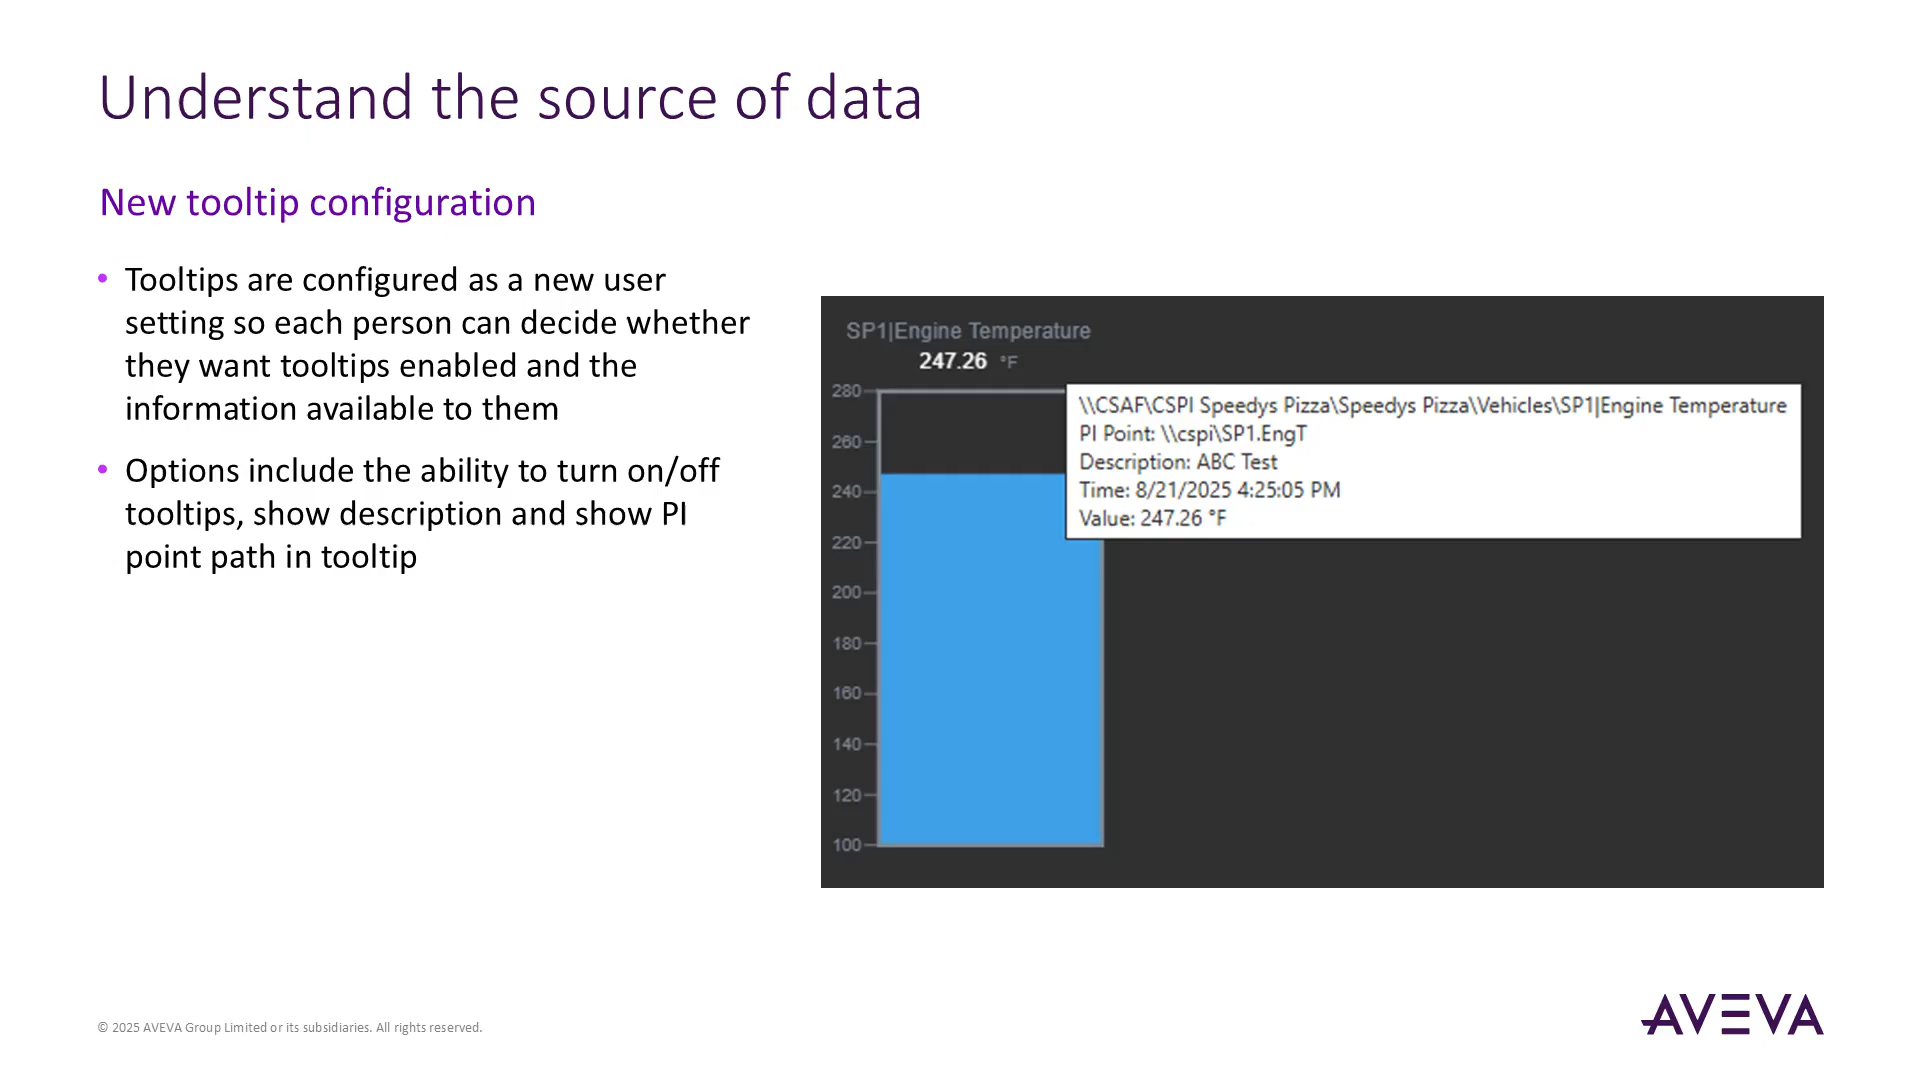 Understand the source of data
New tooltip configuration
• Tooltips are configured as a new user
setting so each person can decide whether
they want tooltips enabled and the
information available to them
• Options include the ability to turn on/off
tooltips, show description and show PI
point path in tooltip
SP1|Engine Temperature
247.26 °F
280
260
240
220
200
180
160
140
120
100
\\CSAF\CSPI Speedys Pizza\Speedys Pizza\Vehicles\SP1|Engine Temperature
PI Point: \\cspi\SP1.EngT
Description: ABC Test
Time: 8/21/2025 4:25:05 PM
Value: 247.26 °F
© 2025 AVEVA Group Limited or its subsidiaries. All rights reserved.
AVEVA